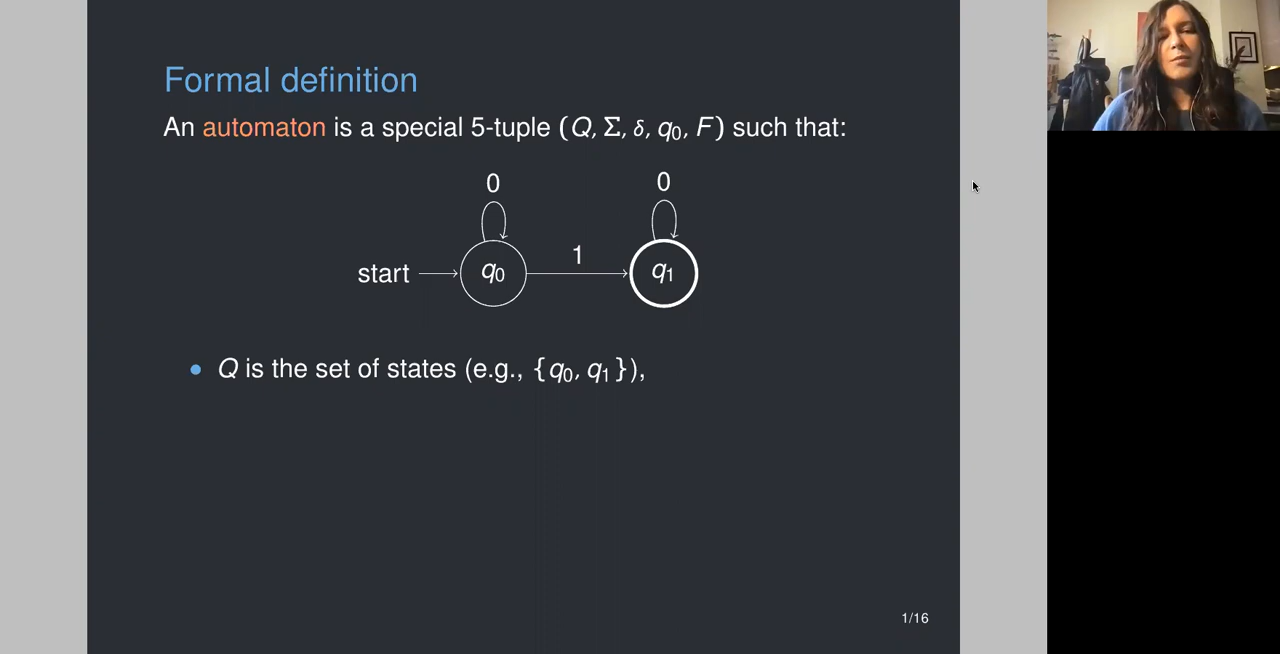 Formal definition
An automaton is a special 5-tuple (Q, Σ, δ, q₀, F) such that:
0 0
1
start q₀ q₁
• Q is the set of states (e.g., {q₀, q₁}),
1/16